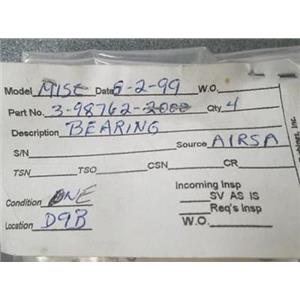 Model MISC Date 6-2-99 W.O.
Part No. 3-98762-2000 Qty 4
Description BEARING
S/N Source AIRSA
TSN TSO CSN CR
Incoming Insp
Condition NE SV AS IS
Req's Insp
Location D9B W.O.